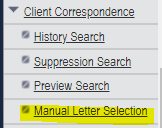 Client Correspondence
History Search
Suppression Search
Preview Search
Manual Letter Selection